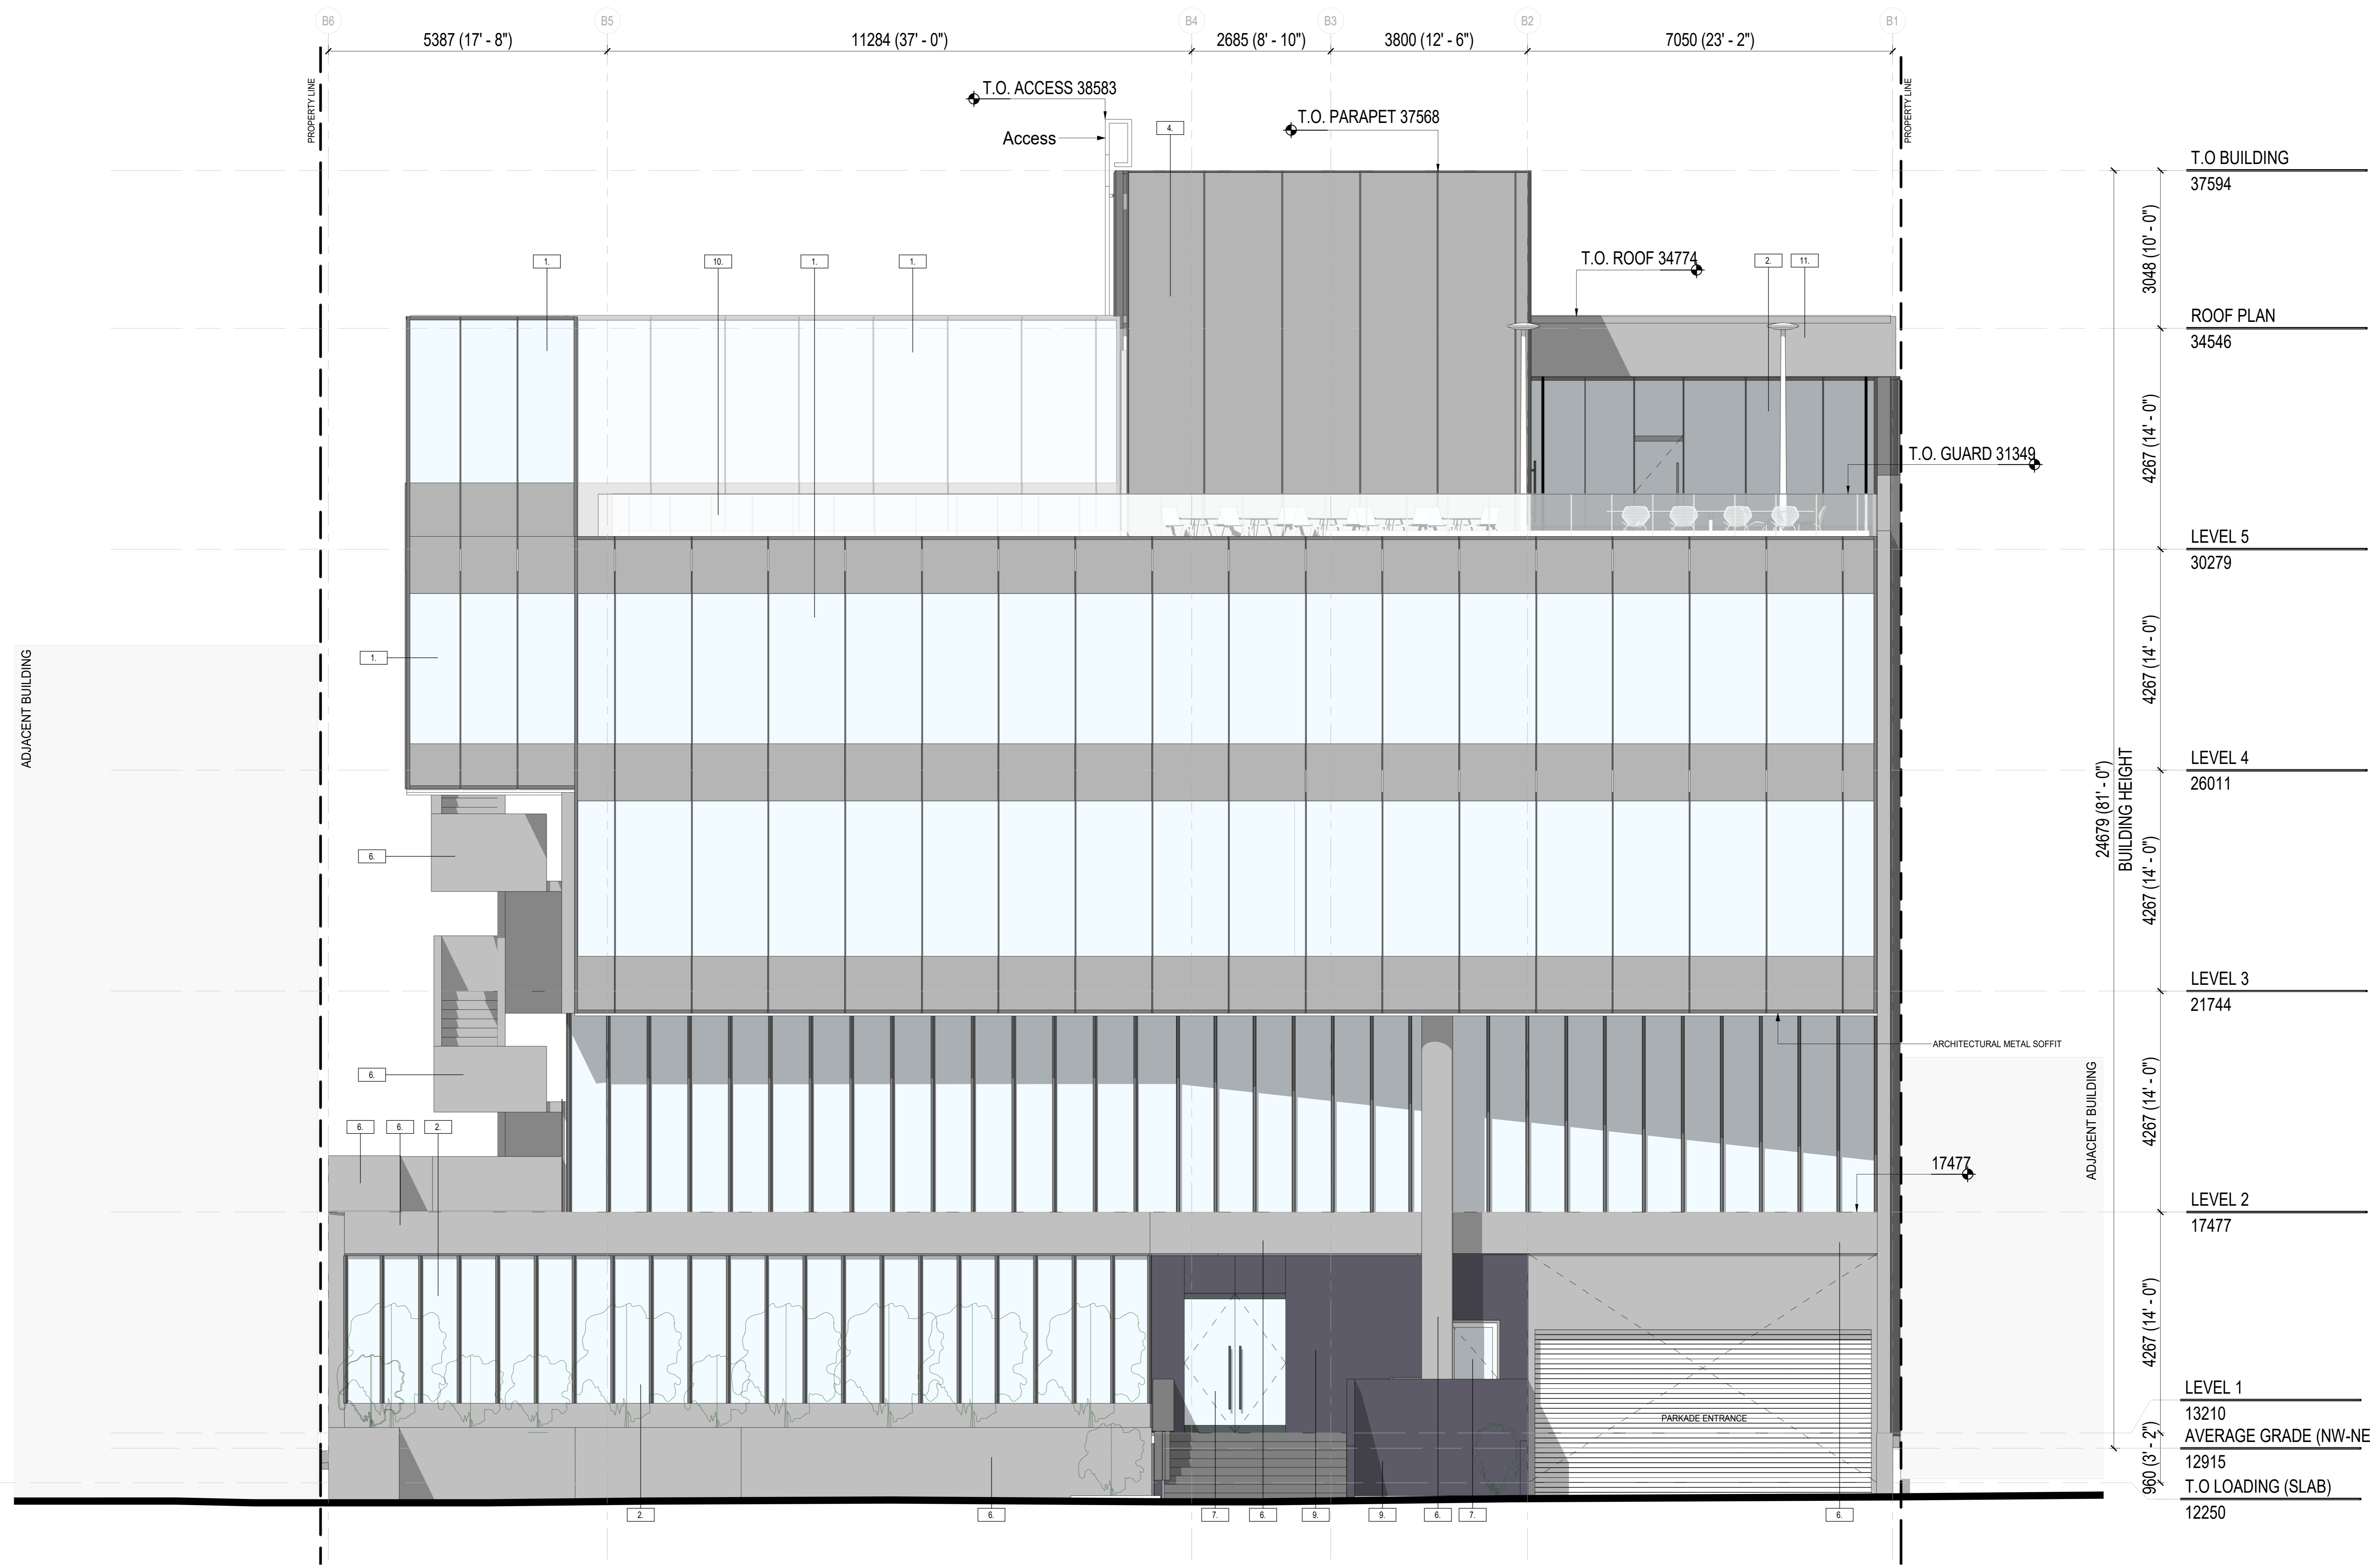 B6 B5 B4 B3 B2 B1
5387 (17' - 8") 11284 (37' - 0") 2685 (8' - 10") 3800 (12' - 6") 7050 (23' - 2")
PROPERTY LINE
PROPERTY LINE
T.O. ACCESS 38583
T.O. PARAPET 37568
4.
Access
T.O BUILDING
37594
3048 (10' - 0")
1. 10. 1. 1.
T.O. ROOF 34774
2. 11.
ROOF PLAN
34546
4267 (14' - 0")
T.O. GUARD 31349
LEVEL 5
30279
4267 (14' - 0")
ADJACENT BUILDING
1.
LEVEL 4
26011
24679 (81' - 0")
BUILDING HEIGHT
4267 (14' - 0")
6.
LEVEL 3
21744
ARCHITECTURAL METAL SOFFIT
6.
ADJACENT BUILDING
4267 (14' - 0")
6. 6. 2.
17477
LEVEL 2
17477
4267 (14' - 0")
LEVEL 1
13210
PARKADE ENTRANCE
AVERAGE GRADE (NW-NE
12915
960 (3' - 2")
T.O LOADING (SLAB)
12250
2. 6. 7. 6. 9. 9. 6. 7. 6.